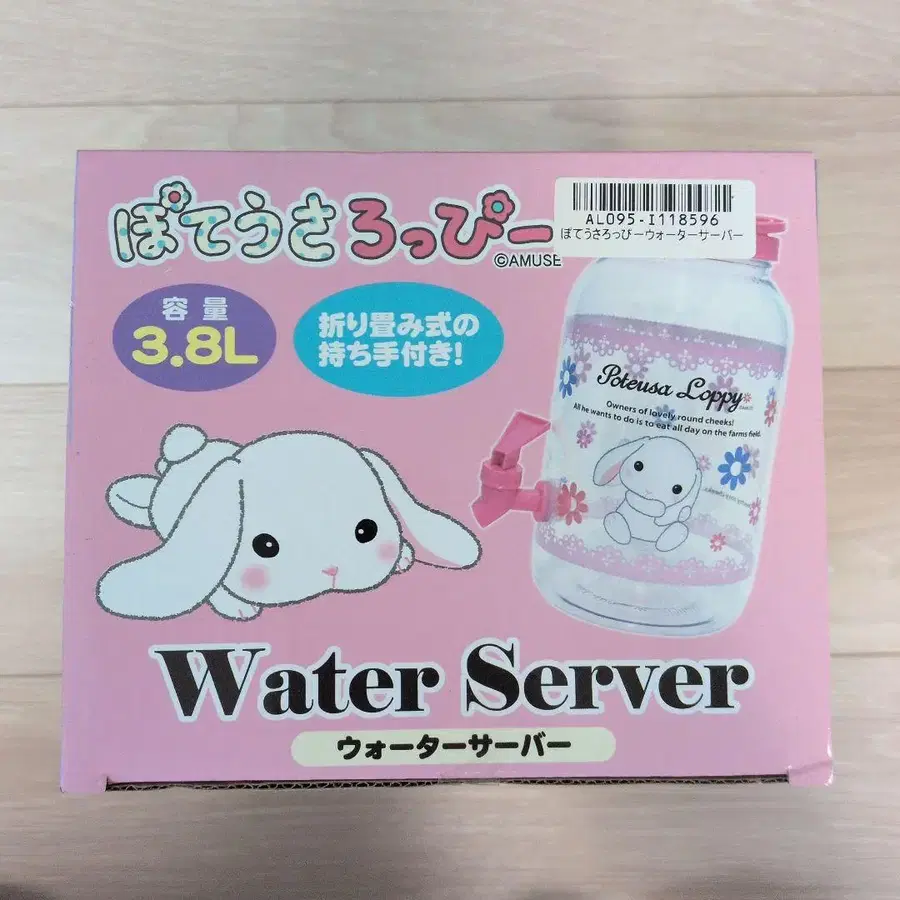 ぽてうさろっぴー
©AMUSE
AL095-I118596
ぽてうさろっぴーウォーターサーバー
容量
3.8L
折り畳み式の
持ち手付き!
Poteusa Loppy
Owners of lovely round cheeks!
All he wants to do is to eat all day on the farms field.
Water Server
ウォーターサーバー